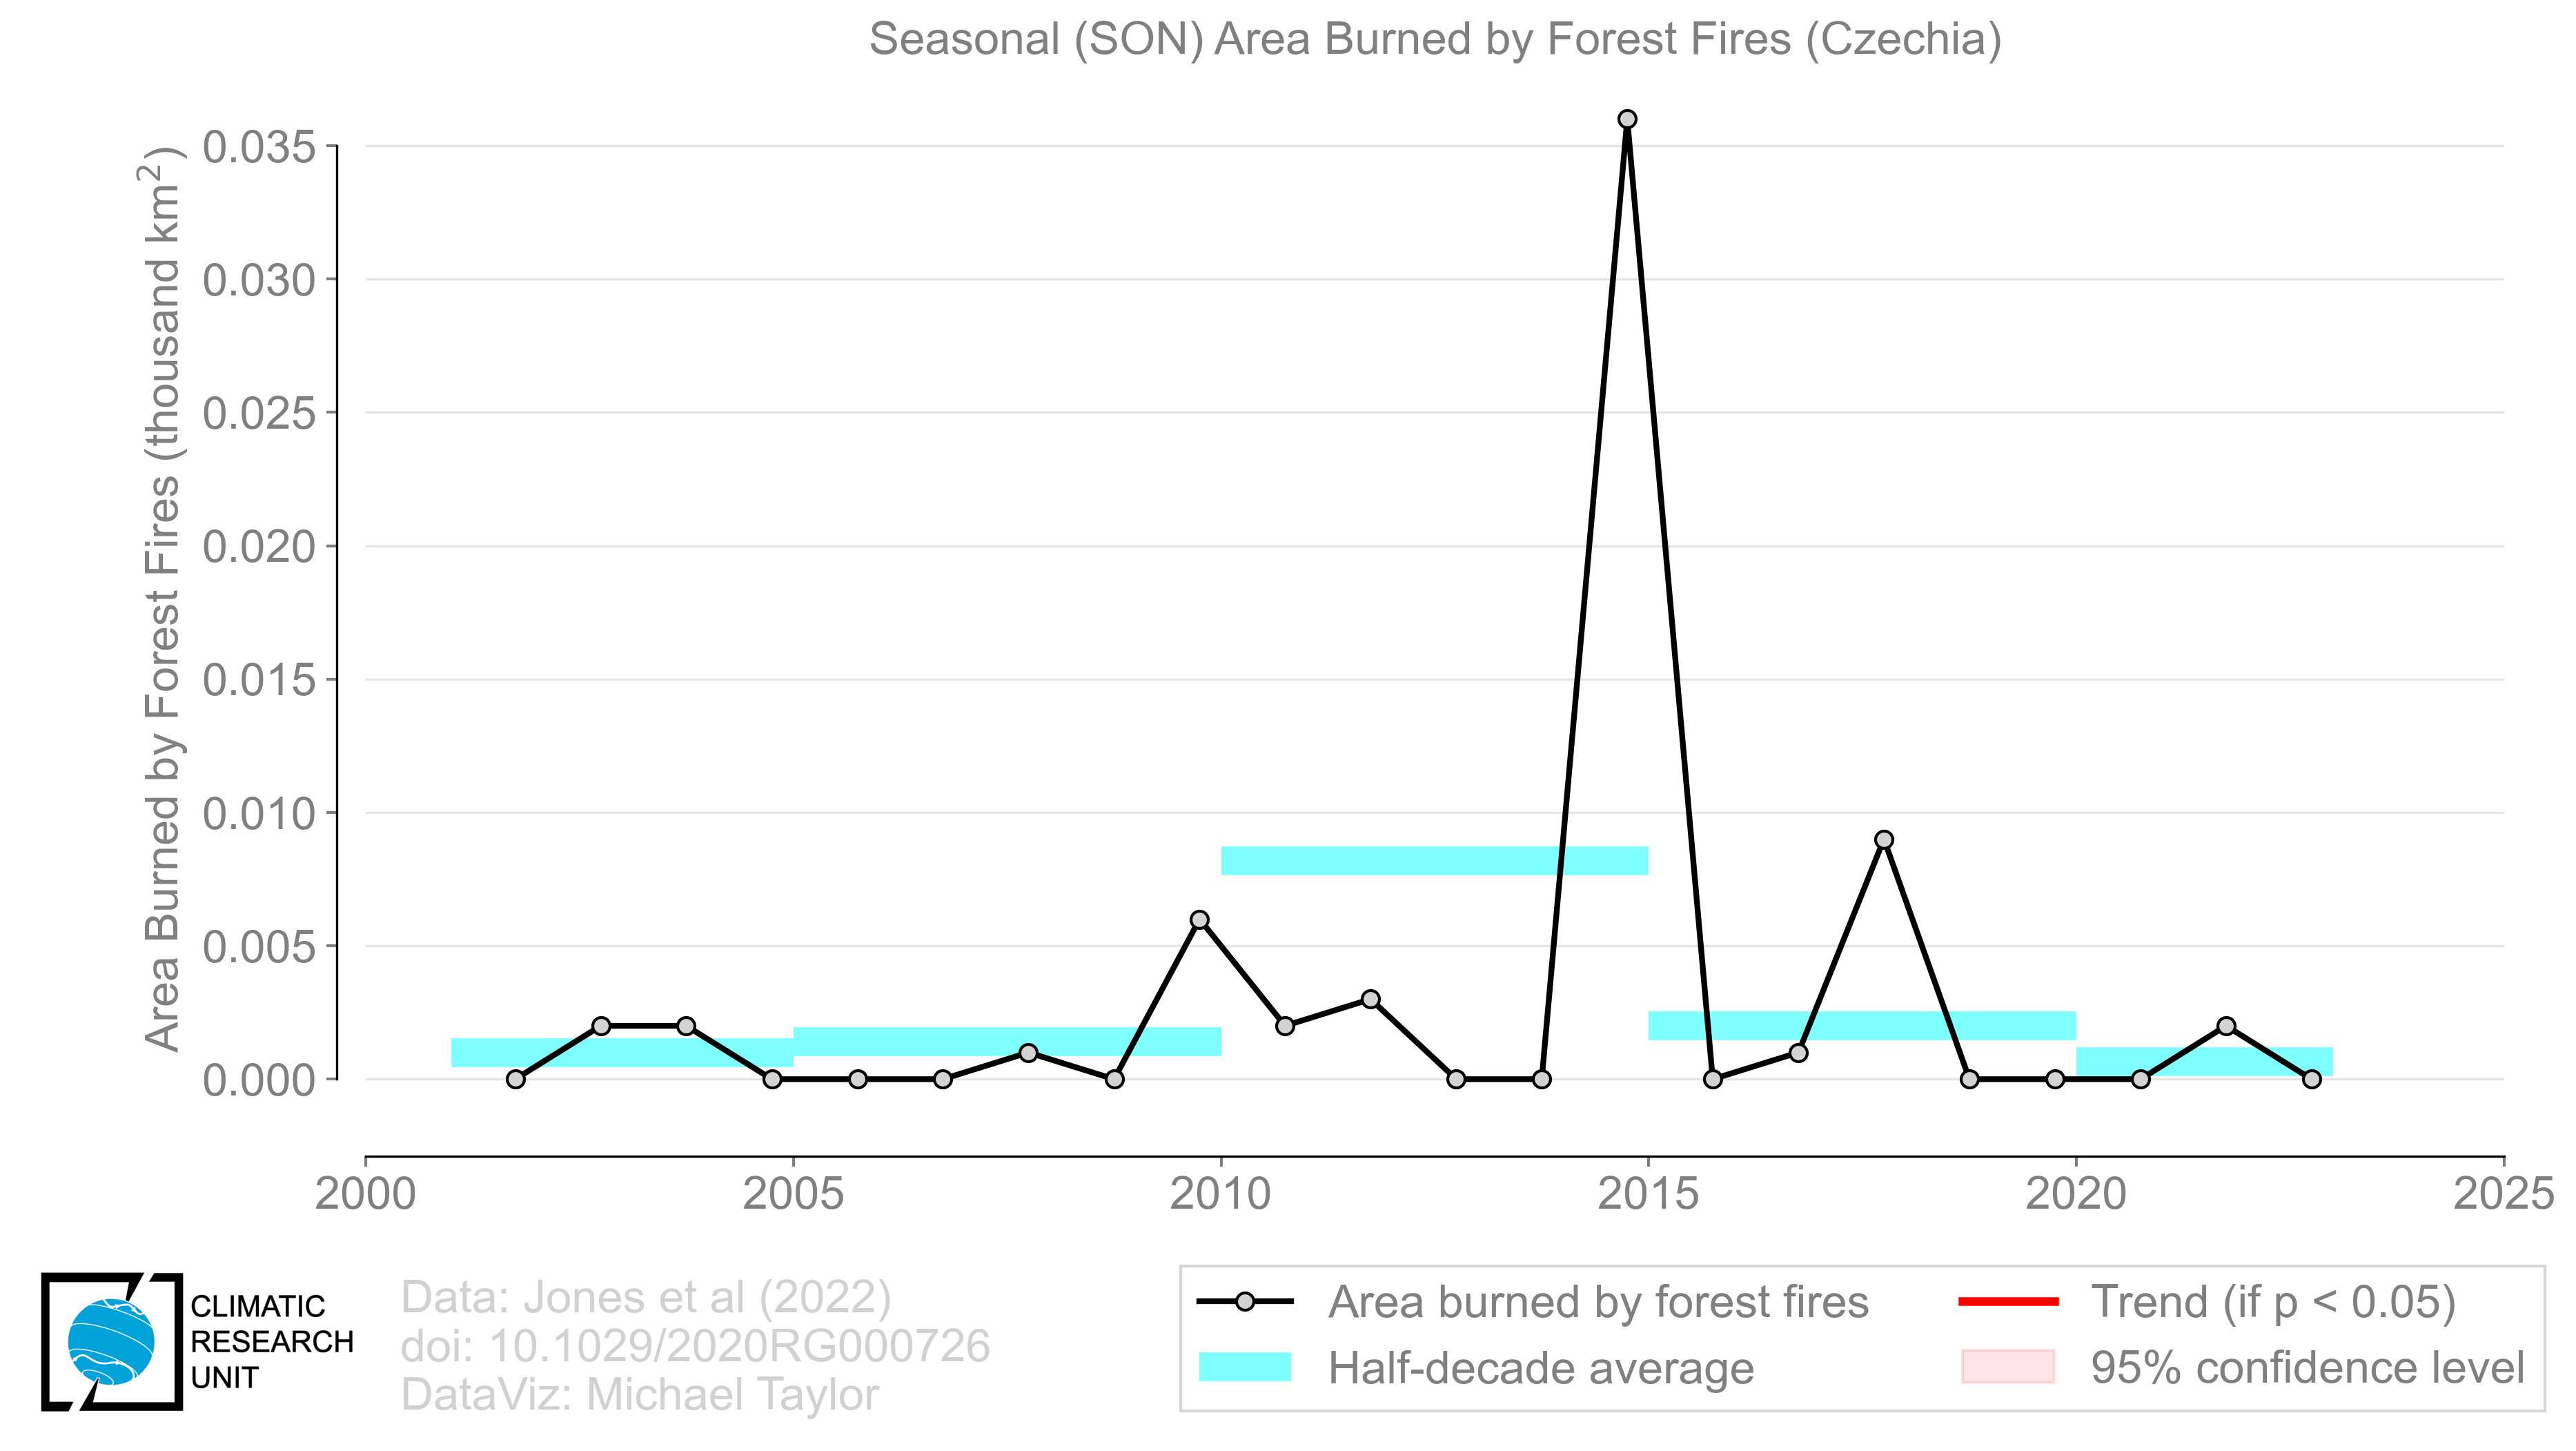 Seasonal (SON) Area Burned by Forest Fires (Czechia)
Area Burned by Forest Fires (thousand km²)
0.035
0.030
0.025
0.020
0.015
0.010
0.005
0.000
2000 2005 2010 2015 2020 2025
CLIMATIC
RESEARCH
UNIT
Data: Jones et al (2022)
doi: 10.1029/2020RG000726
DataViz: Michael Taylor
Area burned by forest fires
Half-decade average
Trend (if p < 0.05)
95% confidence level